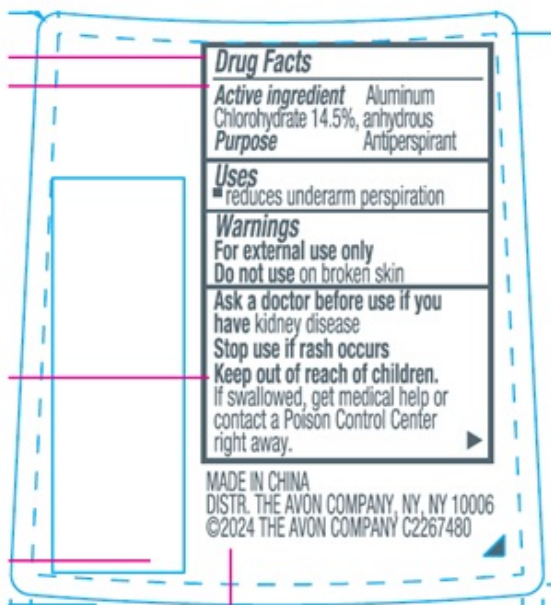 Drug Facts
Active ingredient Aluminum
Chlorohydrate 14.5%, anhydrous
Purpose Antiperspirant
Uses
▪ reduces underarm perspiration
Warnings
For external use only
Do not use on broken skin
Ask a doctor before use if you
have kidney disease
Stop use if rash occurs
Keep out of reach of children.
If swallowed, get medical help or
contact a Poison Control Center
right away.
MADE IN CHINA
DISTR. THE AVON COMPANY, NY, NY 10006
©2024 THE AVON COMPANY C2267480